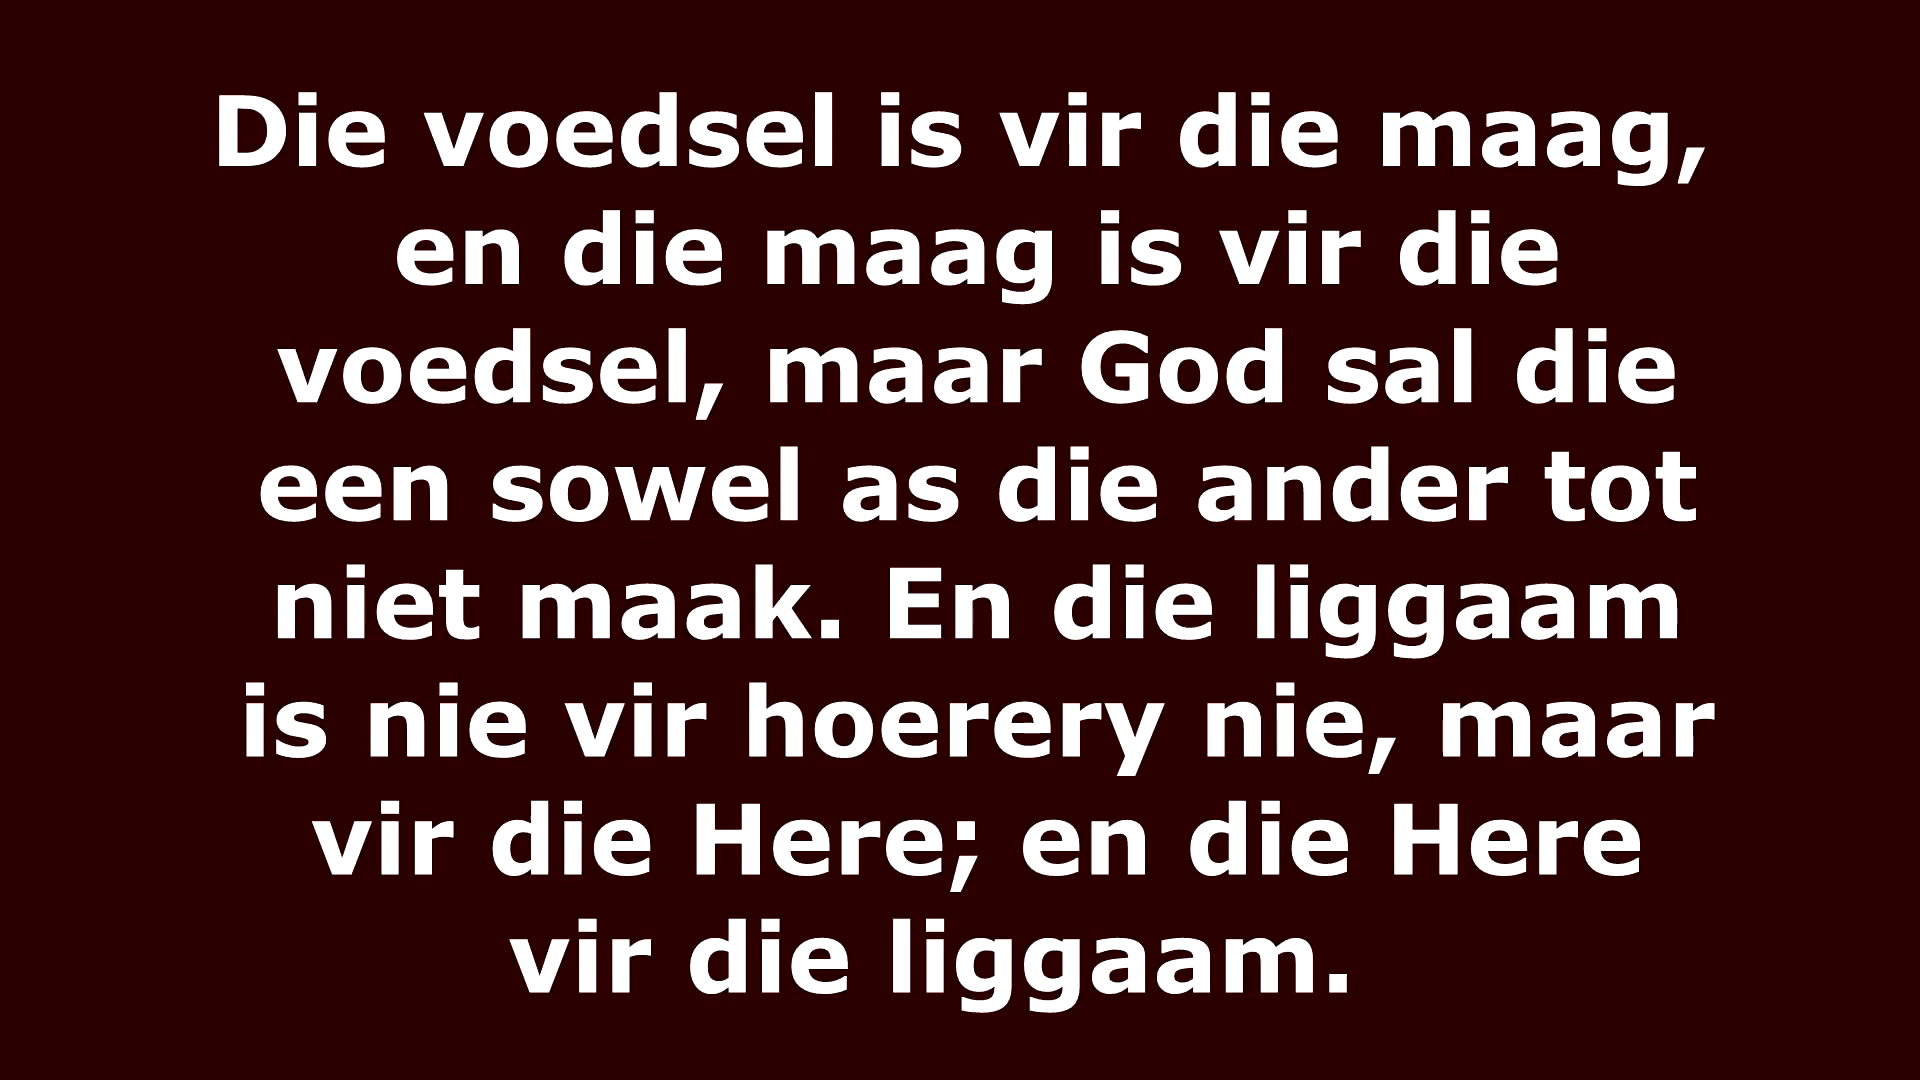 Die voedsel is vir die maag,
en die maag is vir die
voedsel, maar God sal die
een sowel as die ander tot
niet maak. En die liggaam
is nie vir hoerery nie, maar
vir die Here; en die Here
vir die liggaam.